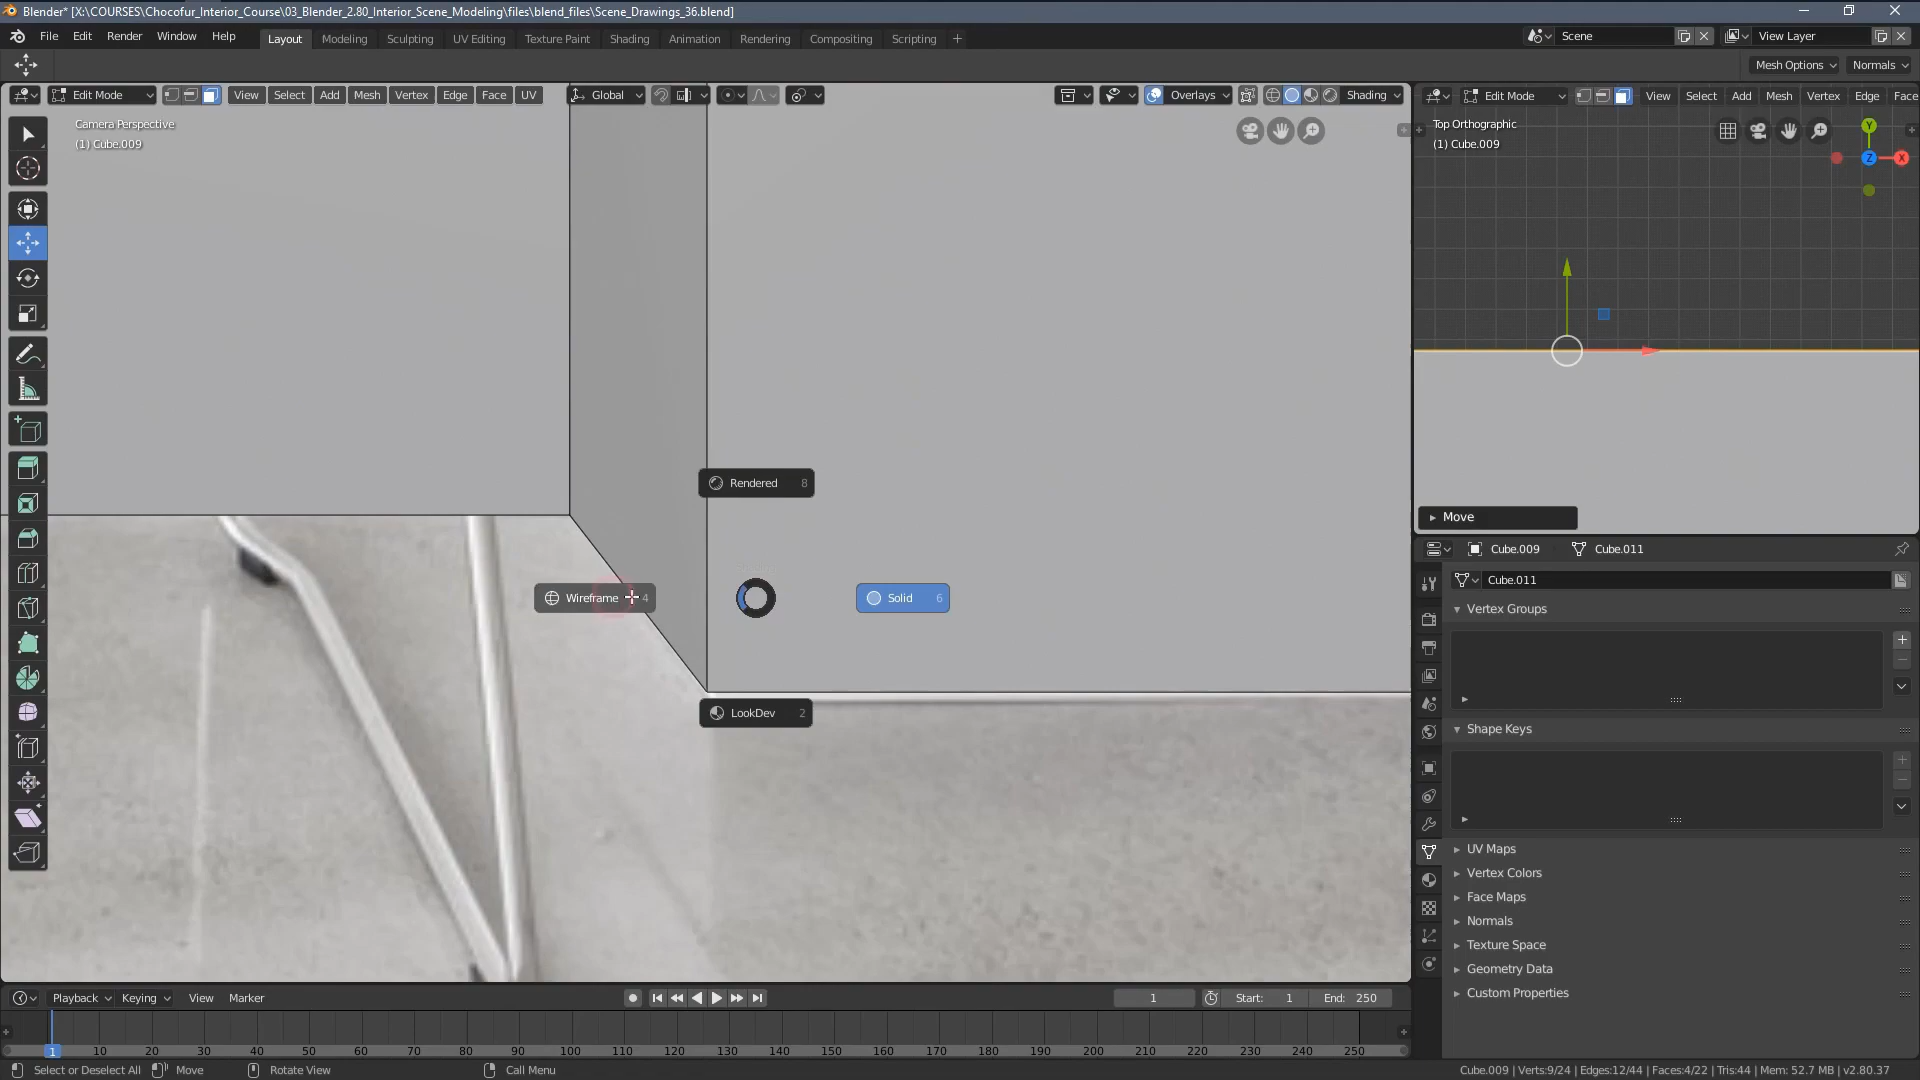 Blender* [X:\COURSES\Chocofur_Interior_Course\03_Blender_2.80_Interior_Scene_Modeling\files\blend_files\Scene_Drawings_36.blend]
File Edit Render Window Help Layout Modeling Sculpting UV Editing Texture Paint Shading Animation Rendering Compositing Scripting + Scene View Layer
Mesh Options Normals
Edit Mode View Select Add Mesh Vertex Edge Face UV Global Overlays Shading Edit Mode View Select Add Mesh Vertex Edge Face
Camera Perspective
(1) Cube.009
Top Orthographic
(1) Cube.009
Y
Z
X
Rendered 8
Wireframe 4
Solid 6
LookDev 2
Move
Cube.009 Cube.011
Cube.011
Vertex Groups
Shape Keys
UV Maps
Vertex Colors
Face Maps
Normals
Texture Space
Geometry Data
Custom Properties
Playback Keying View Marker 1 Start: 1 End: 250
1 10 20 30 40 50 60 70 80 90 100 110 120 130 140 150 160 170 180 190 200 210 220 230 240 250
Select or Deselect All Move Rotate View Call Menu Cube.009 | Verts:9/24 | Edges:12/44 | Faces:4/22 | Tris:44 | Mem: 52.7 MB | v2.80.37